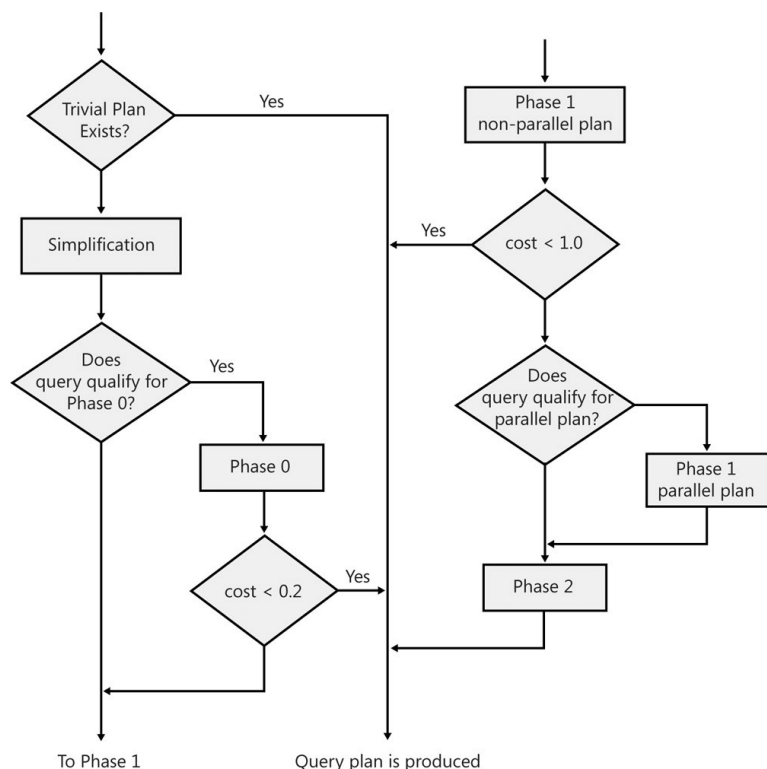 Trivial Plan
Exists?
Yes
Simplification
Does
query qualify for
Phase 0?
Yes
Phase 0
cost < 0.2
Yes
To Phase 1
Query plan is produced
Phase 1
non-parallel plan
cost < 1.0
Yes
Does
query qualify for
parallel plan?
Phase 1
parallel plan
Phase 2